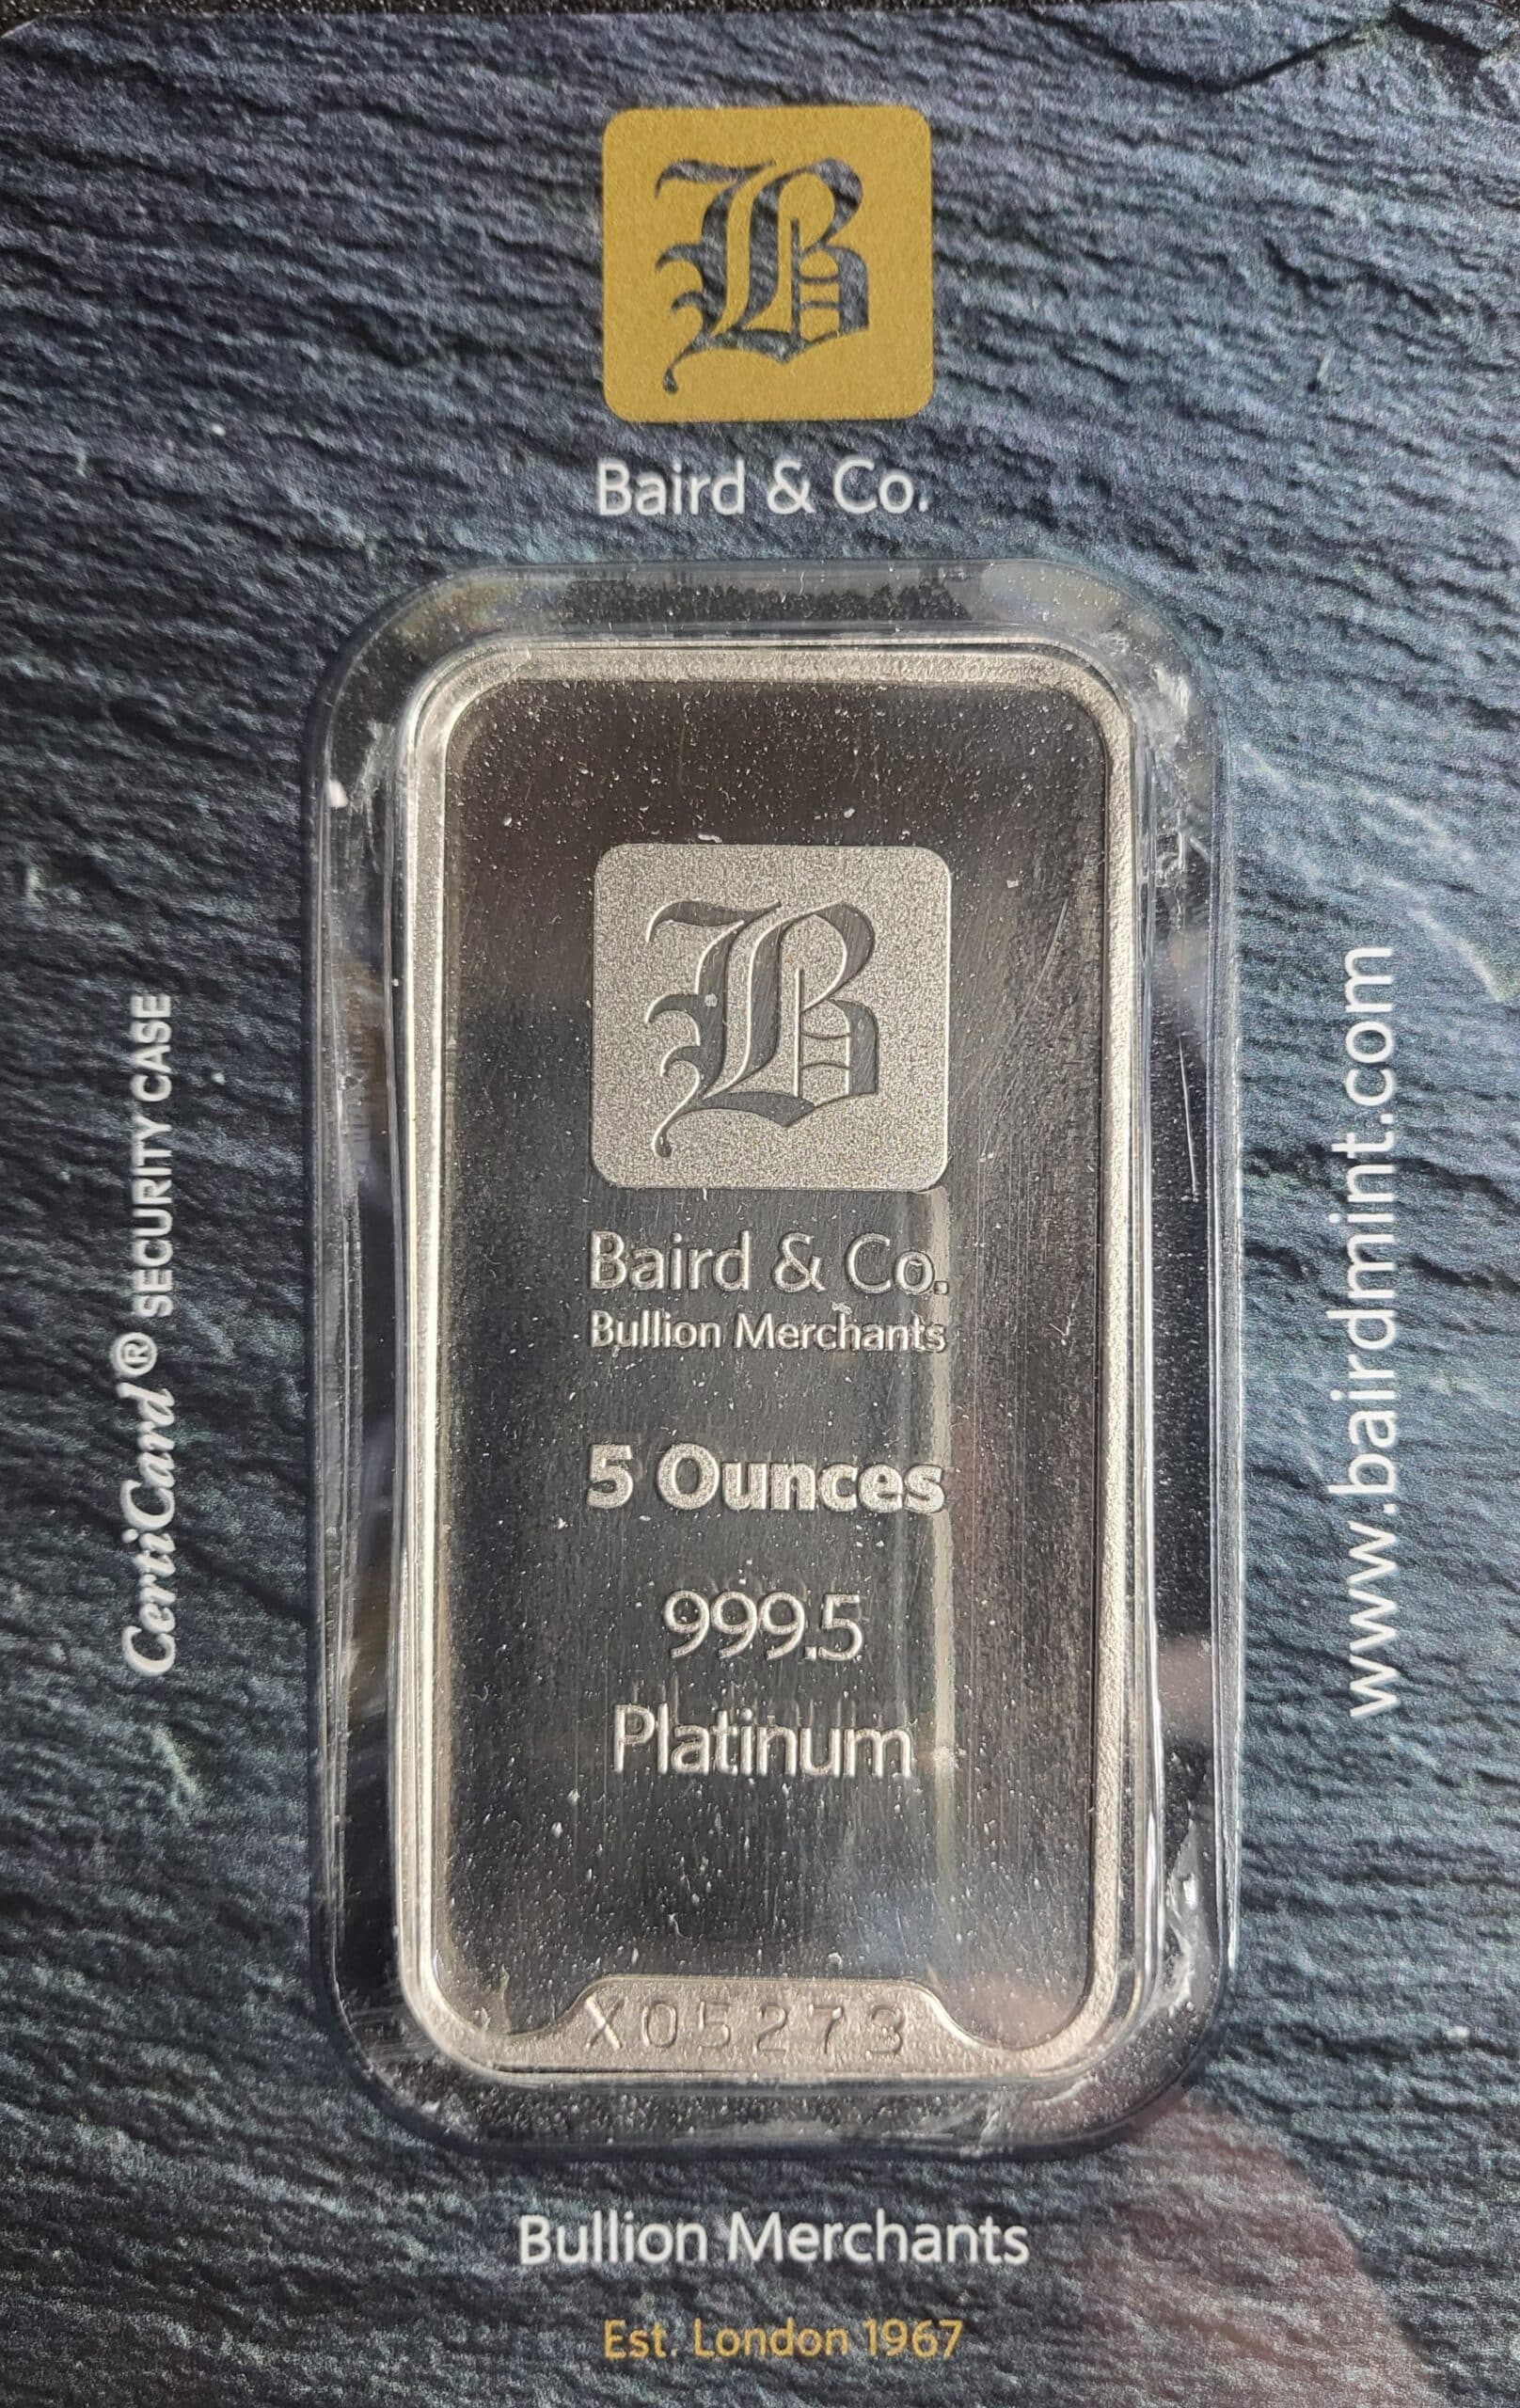 B
Baird & Co.
CertiCard® SECURITY CASE
B
Baird & Co.
Bullion Merchants
5 Ounces
999.5
Platinum
X05273
www.bairdmint.com
Bullion Merchants
Est. London 1967